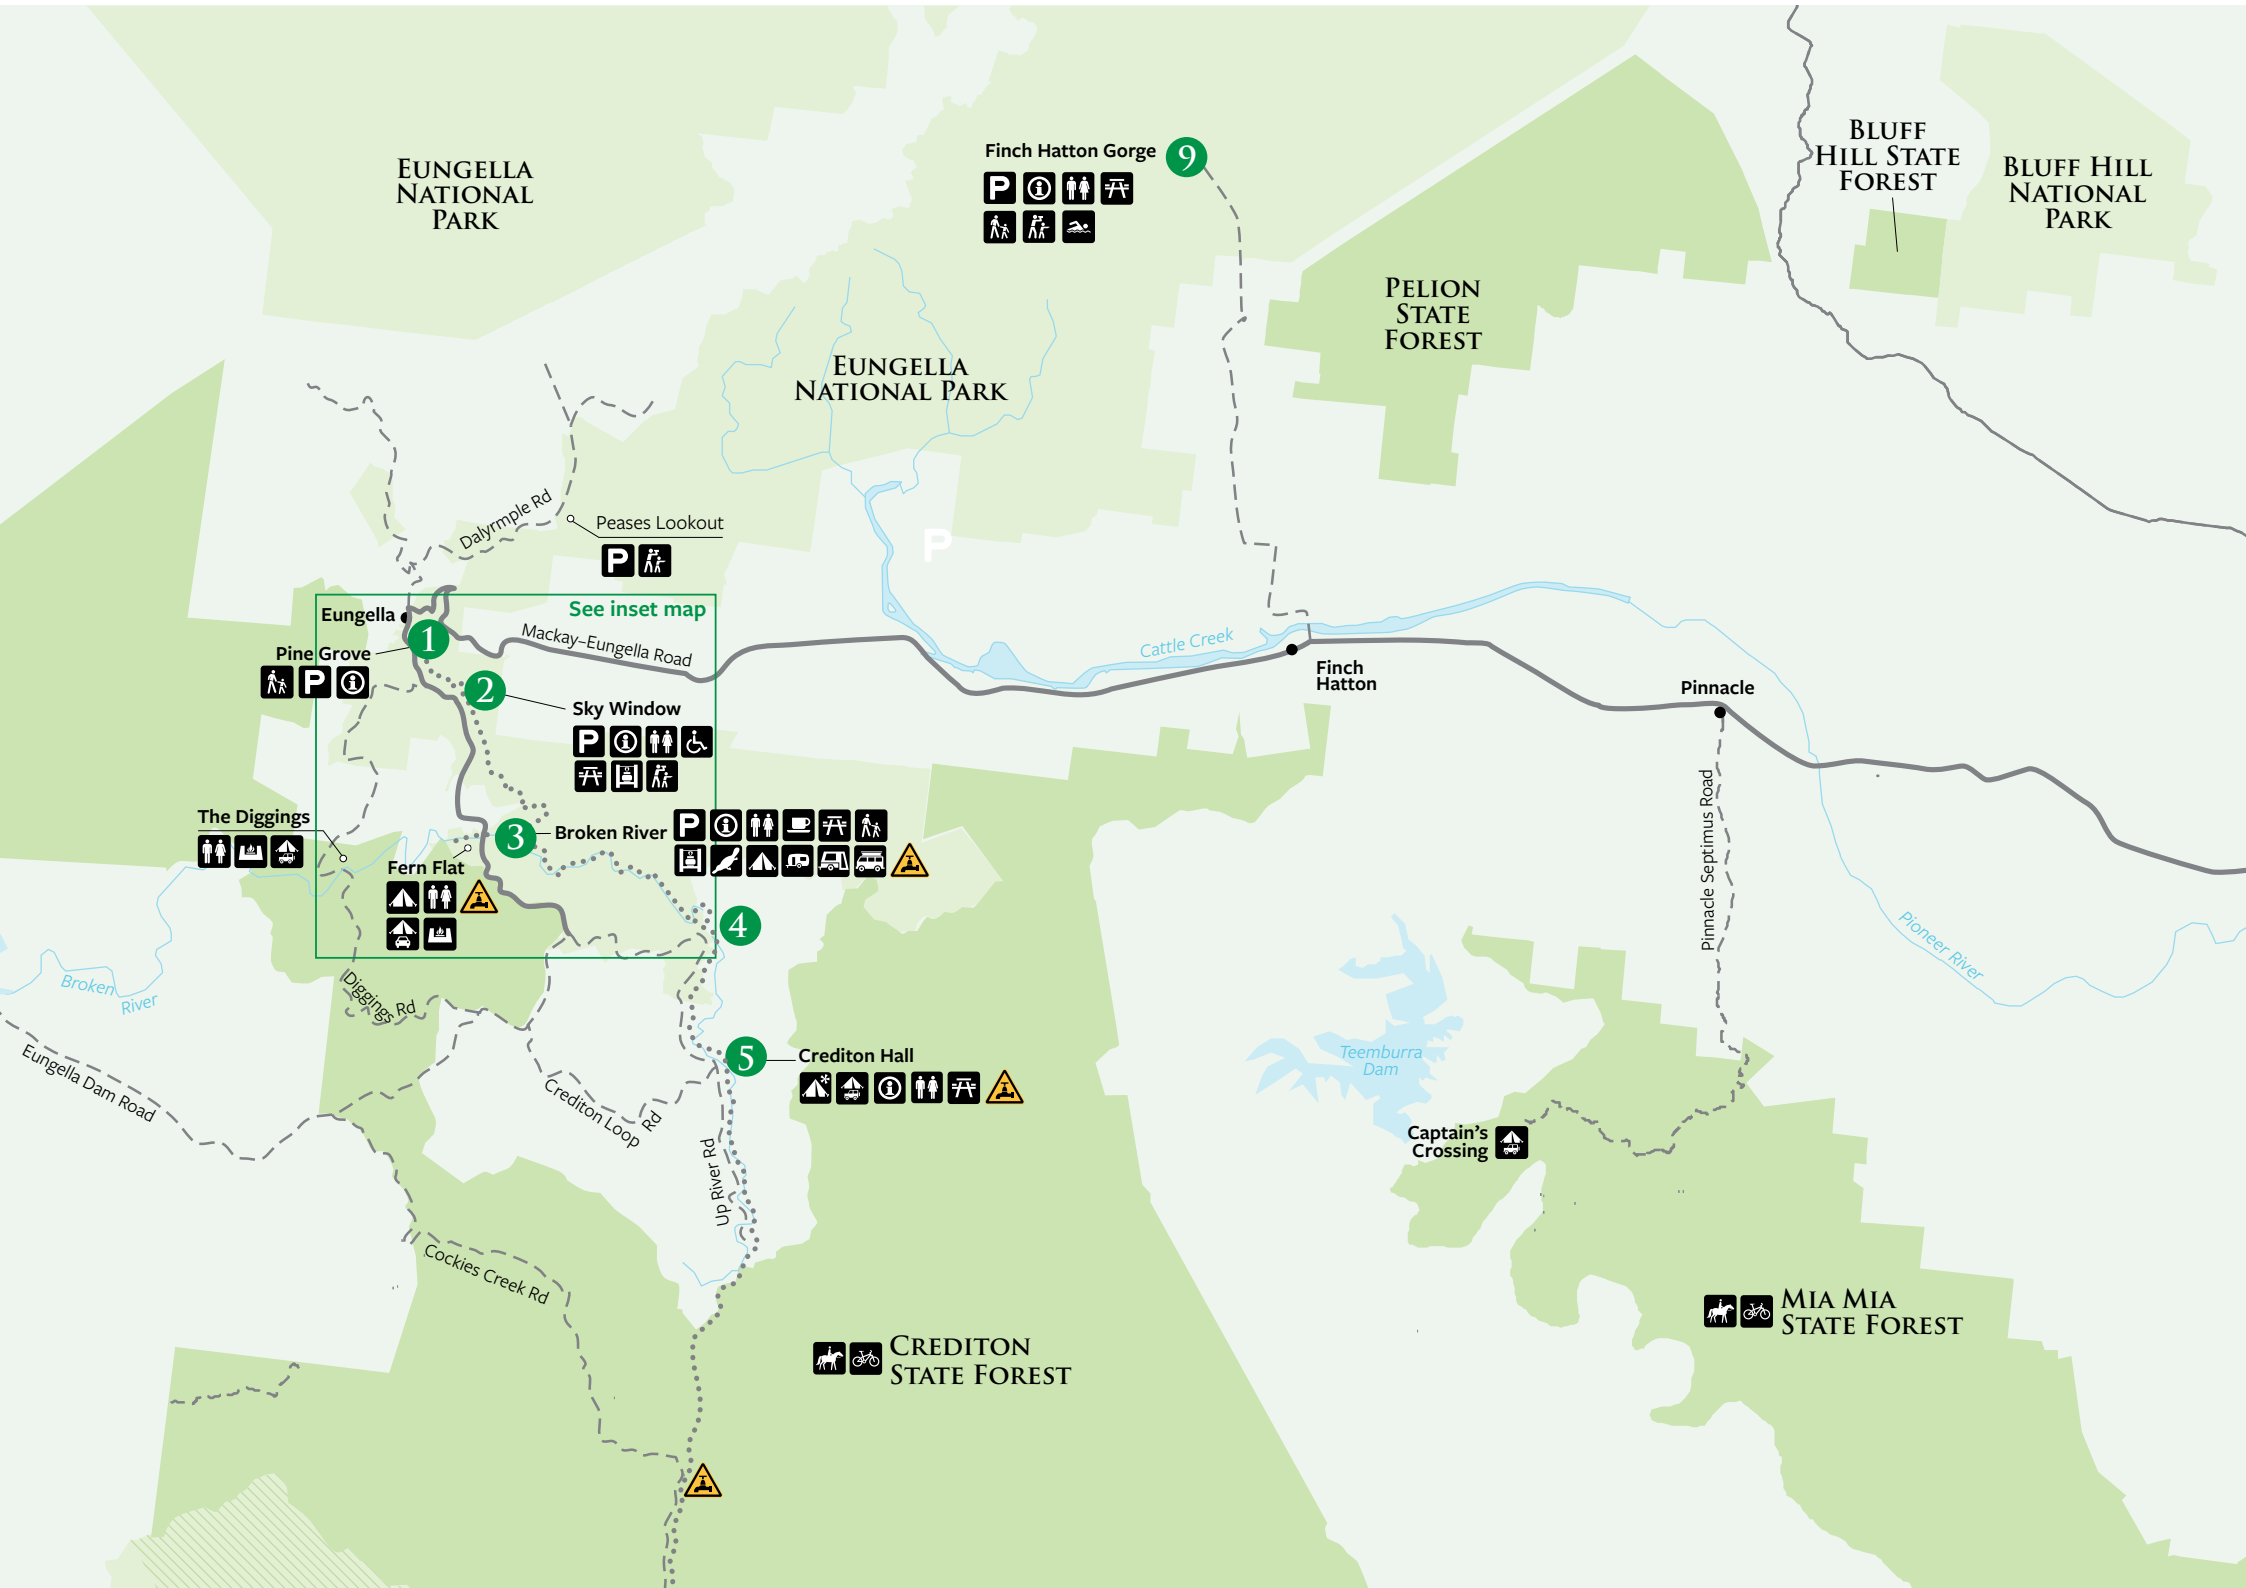 EUNGELLA
NATIONAL
PARK
Finch Hatton Gorge
9
P
BLUFF
HILL STATE
FOREST
BLUFF HILL
NATIONAL
PARK
PELION
STATE
FOREST
EUNGELLA
NATIONAL PARK
Dalyrmple Rd
Peases Lookout
P
P
See inset map
Eungella
1
Pine Grove
P
Mackay–Eungella Road
Cattle Creek
Finch
Hatton
Pinnacle
2
Sky Window
P
The Diggings
3
Broken River
P
Fern Flat
4
Pinnacle Septimus Road
Pioneer River
Broken
River
Diggings Rd
Eungella Dam Road
5
Crediton Hall
Crediton Loop
Rd
Up River Rd
Teemburra
Dam
Captain’s
Crossing
Cockies Creek Rd
CREDITON
STATE FOREST
MIA MIA
STATE FOREST